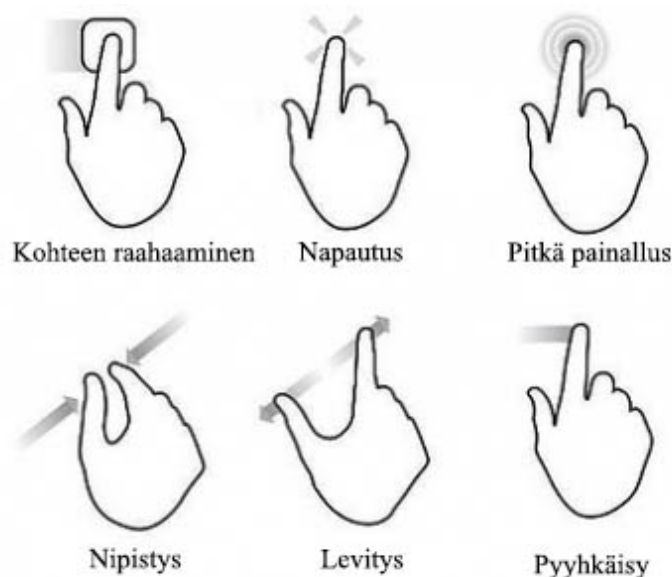 Kohteen raahaaminen
Napautus
Pitkä painallus
Nipistys
Levitys
Pyyhkäisy